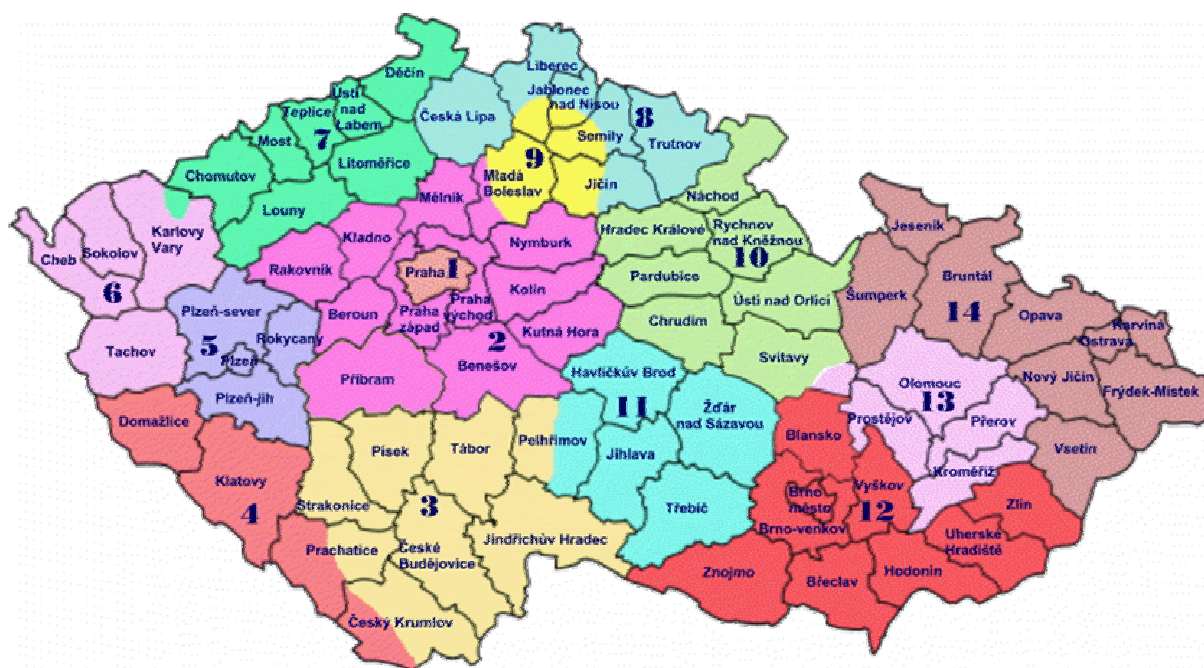 Děčín
Liberec
Ústí
nad
Labem
Teplice
7
Jablonec
nad Nisou
8
Česká Lípa
Most
Semily
Trutnov
Litoměřice
9
Chomutov
Mladá
Boleslav
Jičín
Náchod
Louny
Mělník
Karlovy
Vary
Kladno
Nymburk
Hradec Králové
Rychnov
nad Kněžnou
10
Jeseník
Cheb
Sokolov
6
Rakovník
Praha
1
Kolín
Pardubice
Ústí nad Orlicí
Šumperk
Bruntál
14
Opava
Plzeň-sever
Beroun
Praha
západ
Praha
východ
2
Kutná Hora
Chrudim
Karviná
Ostrava
Rokycany
5
Plzeň
Tachov
Příbram
Benešov
Svitavy
Havlíčkův Brod
Olomouc
13
Nový Jičín
Frýdek-Místek
Plzeň-jih
11
Žďár
nad Sázavou
Prostějov
Přerov
Domažlice
Písek
Tábor
Pelhřimov
Jihlava
Blansko
Vsetín
Kroměříž
Klatovy
4
Strakonice
3
Třebíč
Brno
město
Vyškov
12
Zlín
Brno-venkov
Jindřichův Hradec
Prachatice
České
Budějovice
Uherské
Hradiště
Znojmo
Břeclav
Hodonín
Český Krumlov